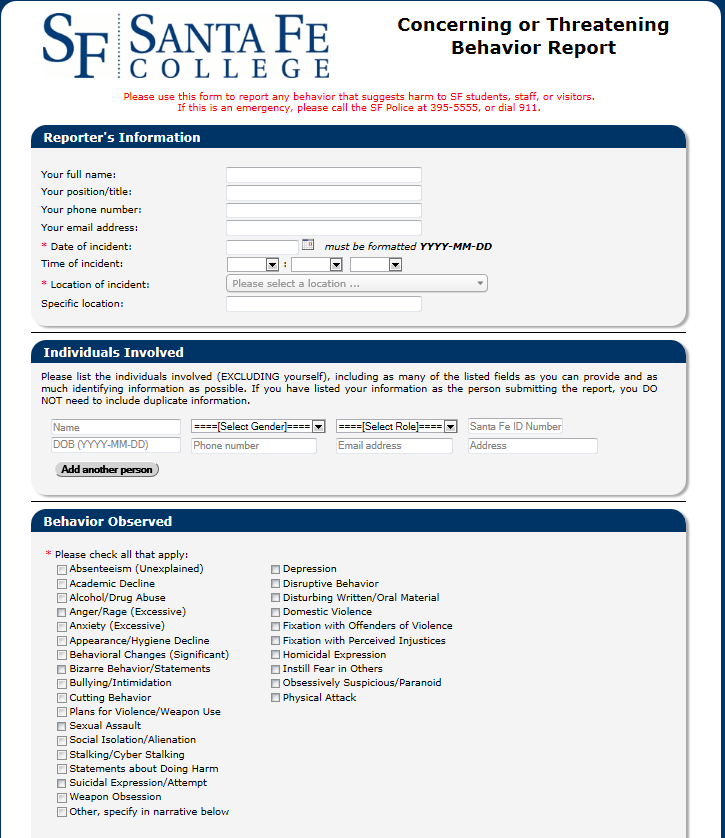 SF SANTA FE
COLLEGE
Concerning or Threatening
Behavior Report
Please use this form to report any behavior that suggests harm to SF students, staff, or visitors.
If this is an emergency, please call the SF Police at 395-5555, or dial 911.
Reporter's Information
Your full name:
Your position/title:
Your phone number:
Your email address:
* Date of incident: must be formatted YYYY-MM-DD
Time of incident: :
* Location of incident: Please select a location ...
Specific location:
Individuals Involved
Please list the individuals involved (EXCLUDING yourself), including as many of the listed fields as you can provide and as
much identifying information as possible. If you have listed your information as the person submitting the report, you DO
NOT need to include duplicate information.
Name ====[Select Gender]==== ====[Select Role]==== Santa Fe ID Number
DOB (YYYY-MM-DD) Phone number Email address Address
Add another person
Behavior Observed
* Please check all that apply:
Absenteeism (Unexplained)
Academic Decline
Alcohol/Drug Abuse
Anger/Rage (Excessive)
Anxiety (Excessive)
Appearance/Hygiene Decline
Behavioral Changes (Significant)
Bizarre Behavior/Statements
Bullying/Intimidation
Cutting Behavior
Plans for Violence/Weapon Use
Sexual Assault
Social Isolation/Alienation
Stalking/Cyber Stalking
Statements about Doing Harm
Suicidal Expression/Attempt
Weapon Obsession
Other, specify in narrative below
Depression
Disruptive Behavior
Disturbing Written/Oral Material
Domestic Violence
Fixation with Offenders of Violence
Fixation with Perceived Injustices
Homicidal Expression
Instill Fear in Others
Obsessively Suspicious/Paranoid
Physical Attack